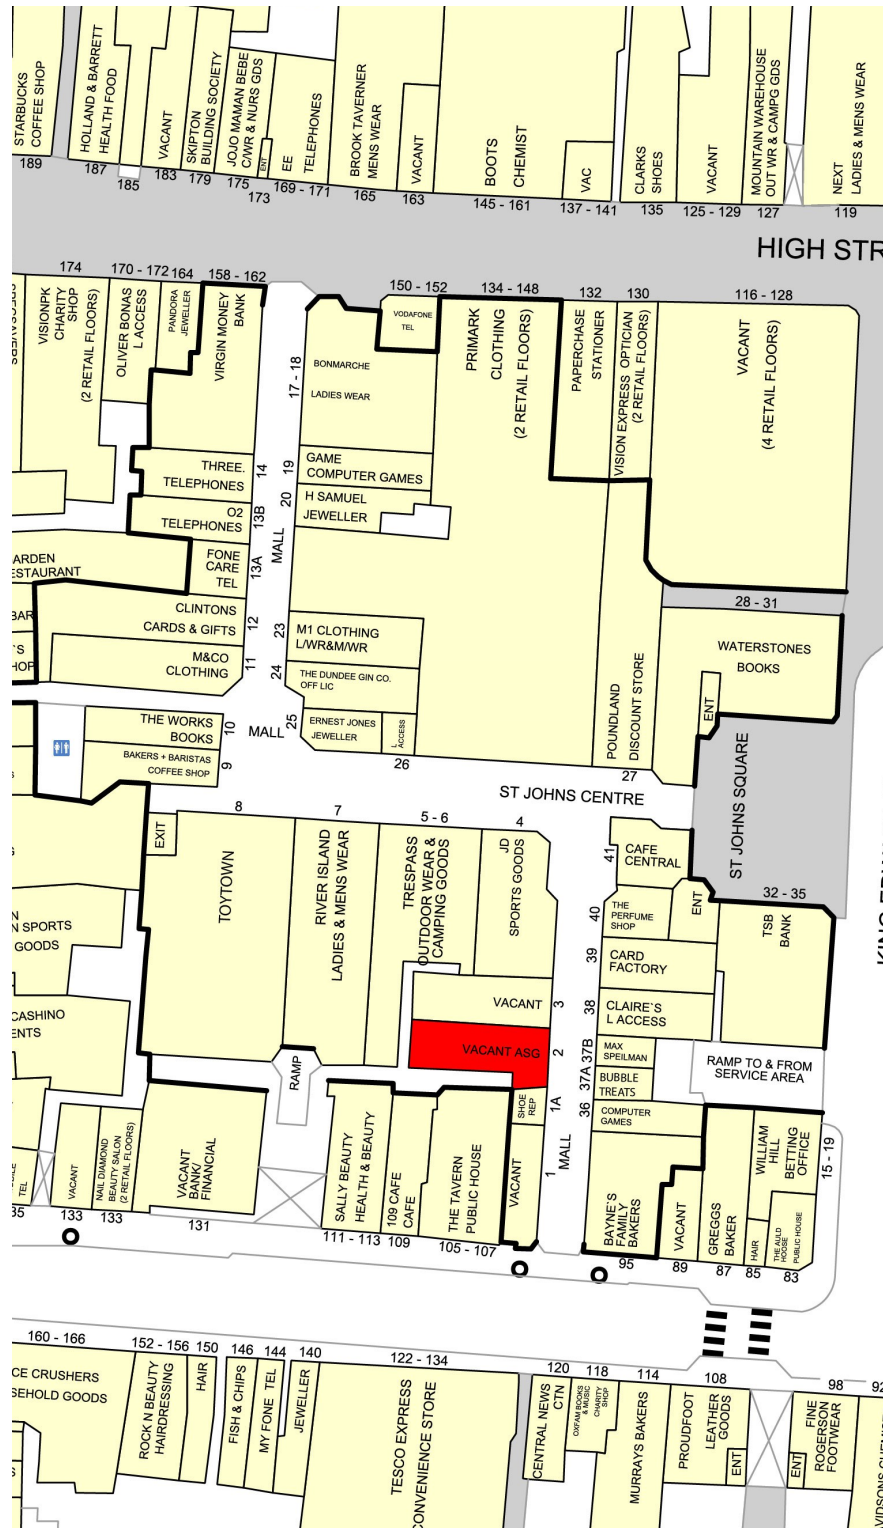 STARBUCKS
COFFEE SHOP
189
HOLLAND & BARRETT
HEALTH FOOD
187
185
VACANT
183
SKIPTON
BUILDING SOCIETY
179
JOJO MAMAN BEBE
C/WR & NURS GDS
175
ENT
173
EE
TELEPHONES
169 - 171
BROOK TAVERNER
MENS WEAR
165
VACANT
163
BOOTS
CHEMIST
145 - 161
VAC
137 - 141
CLARKS
SHOES
135
VACANT
125 - 129
MOUNTAIN WAREHOUSE
OUT WR & CAMPG GDS
127
NEXT
LADIES & MENS WEAR
119
HIGH STR
174
VISIONPK
CHARITY
SHOP
(2 RETAIL FLOORS)
170 - 172
OLIVER BONAS
L ACCESS
164
PANDORA
JEWELLER
158 - 162
VIRGIN MONEY
BANK
17 - 18
BONMARCHE
LADIES WEAR
150 - 152
VODAFONE
TEL
134 - 148
PRIMARK
CLOTHING
(2 RETAIL FLOORS)
132
PAPERCHASE
STATIONER
130
VISION EXPRESS OPTICIAN
(2 RETAIL FLOORS)
116 - 128
VACANT
(4 RETAIL FLOORS)
THREE.
TELEPHONES
14
19
GAME
COMPUTER GAMES
O2
TELEPHONES
13B
20
H SAMUEL
JEWELLER
MALL
FONE
CARE
TEL
13A
ARDEN
ESTAURANT
CLINTONS
CARDS & GIFTS
12
23
M1 CLOTHING
L/WR&M/WR
BAR
`S
HOP
M&CO
CLOTHING
11
24
THE DUNDEE GIN CO.
OFF LIC
28 - 31
WATERSTONES
BOOKS
ENT
THE WORKS
BOOKS
10
MALL
25
ERNEST JONES
JEWELLER
L
ACCESS
26
POUNDLAND
DISCOUNT STORE
27
BAKERS + BARISTAS
COFFEE SHOP
9
ST JOHNS CENTRE
ST JOHNS SQUARE
EXIT
8
TOYTOWN
7
RIVER ISLAND
LADIES & MENS WEAR
5 - 6
TRESPASS
OUTDOOR WEAR &
CAMPING GOODS
4
JD
SPORTS GOODS
41
CAFE
CENTRAL
40
THE
PERFUME
SHOP
ENT
32 - 35
TSB
BANK
N
N SPORTS
GOODS
39
CARD
FACTORY
VACANT
3
38
CLAIRE`S
L ACCESS
CASHINO
ENTS
VACANT ASG
2
37B
MAX
SPEILMAN
37A
BUBBLE
TREATS
RAMP TO & FROM
SERVICE AREA
RAMP
SHOE
REP
1A
36
COMPUTER
GAMES
MALL
1
TEL
35
VACANT
133
NAIL DIAMOND
BEAUTY SALON
(2 RETAIL FLOORS)
133
VACANT
BANK/
FINANCIAL
131
SALLY BEAUTY
HEALTH & BEAUTY
111 - 113
109 CAFE
CAFE
109
THE TAVERN
PUBLIC HOUSE
105 - 107
VACANT
BAYNE'S
FAMILY
BAKERS
95
VACANT
89
GREGGS
BAKER
87
WILLIAM
HILL
BETTING
OFFICE
15 - 19
HAIR
85
THE AULD
HOOSE
PUBLIC HOUSE
83
160 - 166
CE CRUSHERS
SEHOLD GOODS
152 - 156
ROCK N BEAUTY
HAIRDRESSING
150
HAIR
146
FISH & CHIPS
144
MY FONE TEL
140
JEWELLER
122 - 134
TESCO EXPRESS
CONVENIENCE STORE
120
CENTRAL NEWS
CTN
118
OXFAM BOOKS
& MUSIC
CHARITY
SHOP
114
MURRAYS BAKERS
108
PROUDFOOT
LEATHER
GOODS
ENT
98
ENT
FINE
ROGERSON
FOOTWEAR
92